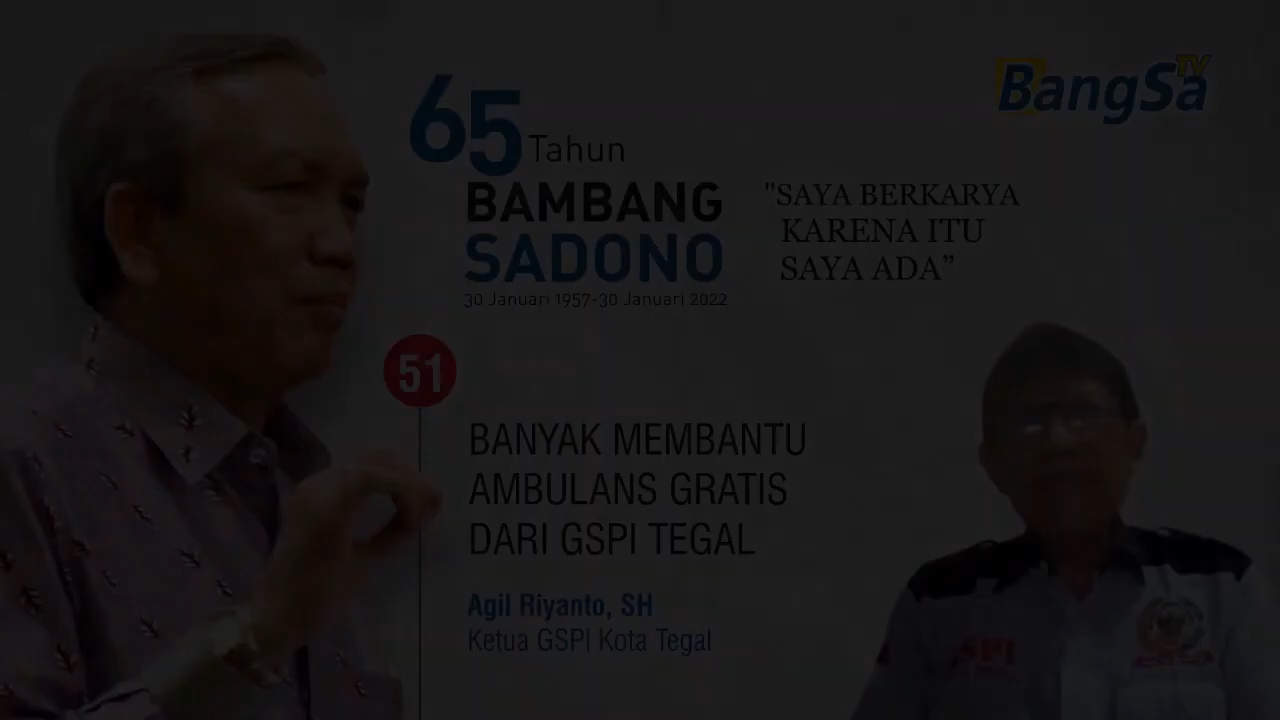 BangSa TV
65 Tahun
BAMBANG
SADONO
30 Januari 1957-30 Januari 2022
"SAYA BERKARYA
KARENA ITU
SAYA ADA”
51
BANYAK MEMBANTU
AMBULANS GRATIS
DARI GSPI TEGAL
Agil Riyanto, SH
Ketua GSPI Kota Tegal